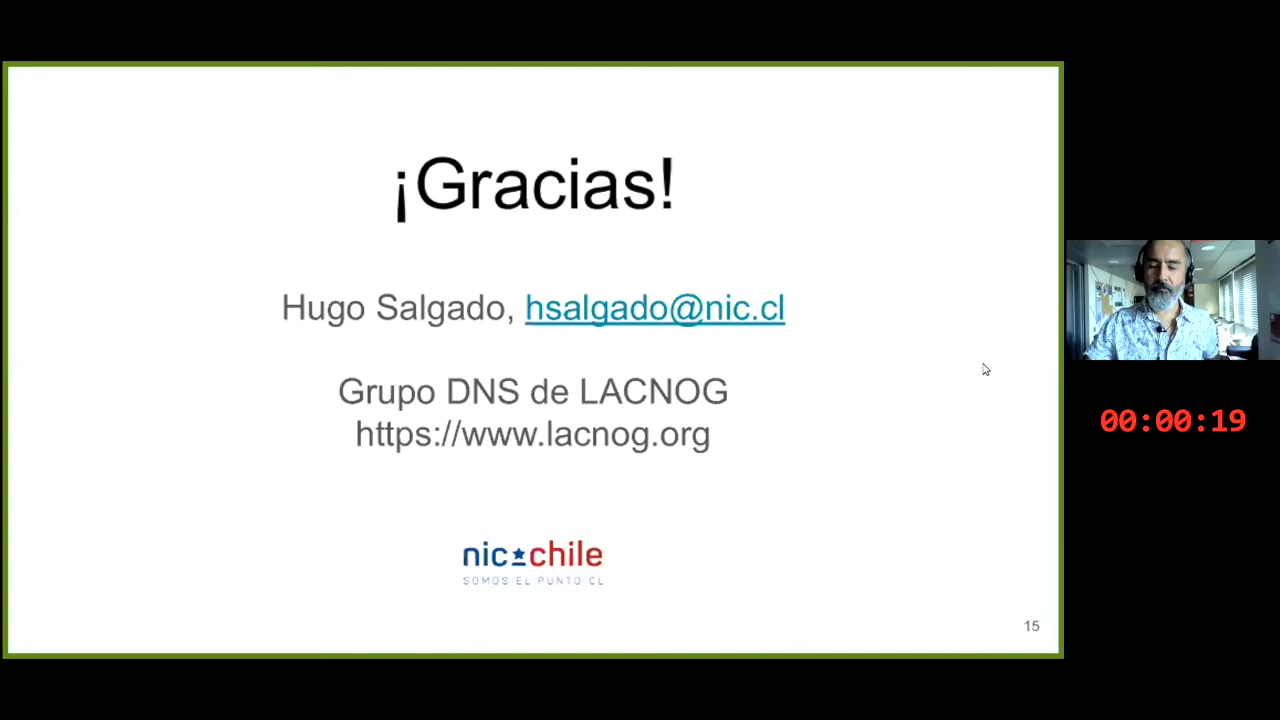 ¡Gracias!
Hugo Salgado, hsalgado@nic.cl
Grupo DNS de LACNOG
https://www.lacnog.org
nic chile
SOMOS EL PUNTO CL
15
00:00:19